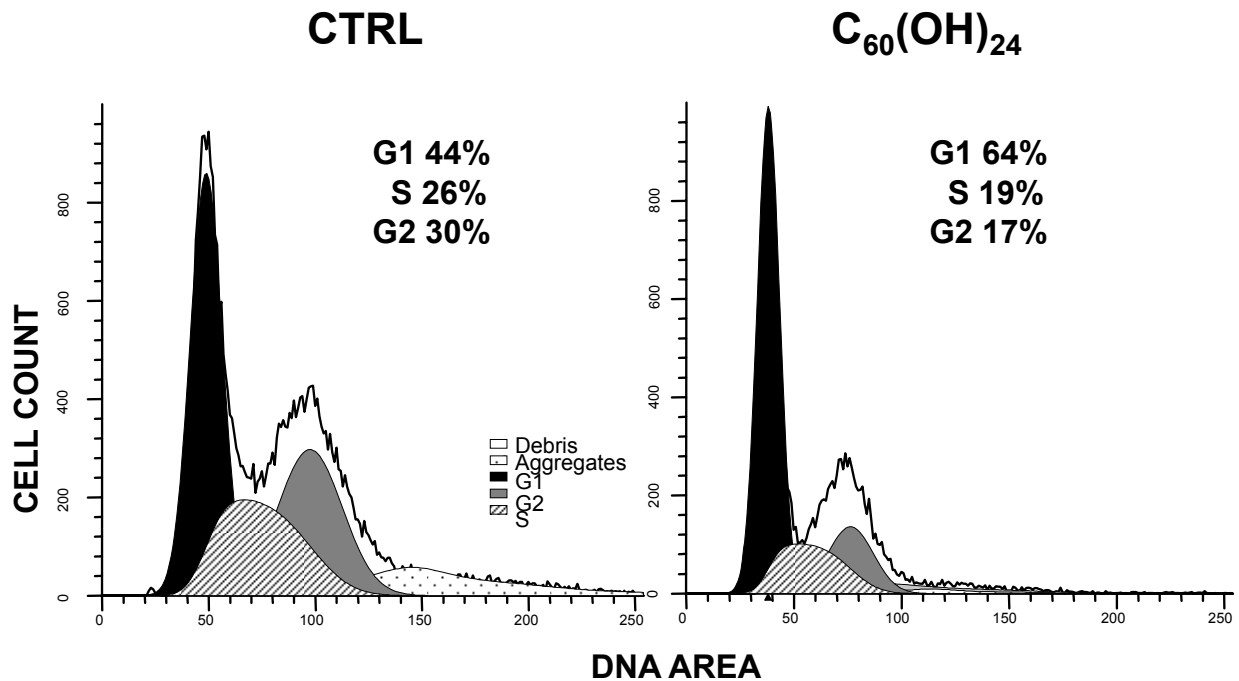 CTRL
C60(OH)24
G1 44%
S 26%
G2 30%
G1 64%
S 19%
G2 17%
CELL COUNT
800
600
400
200
0
0 50 100 150 200 250
Debris
Aggregates
G1
G2
S
800
600
400
200
0
0 50 100 150 200 250
DNA AREA